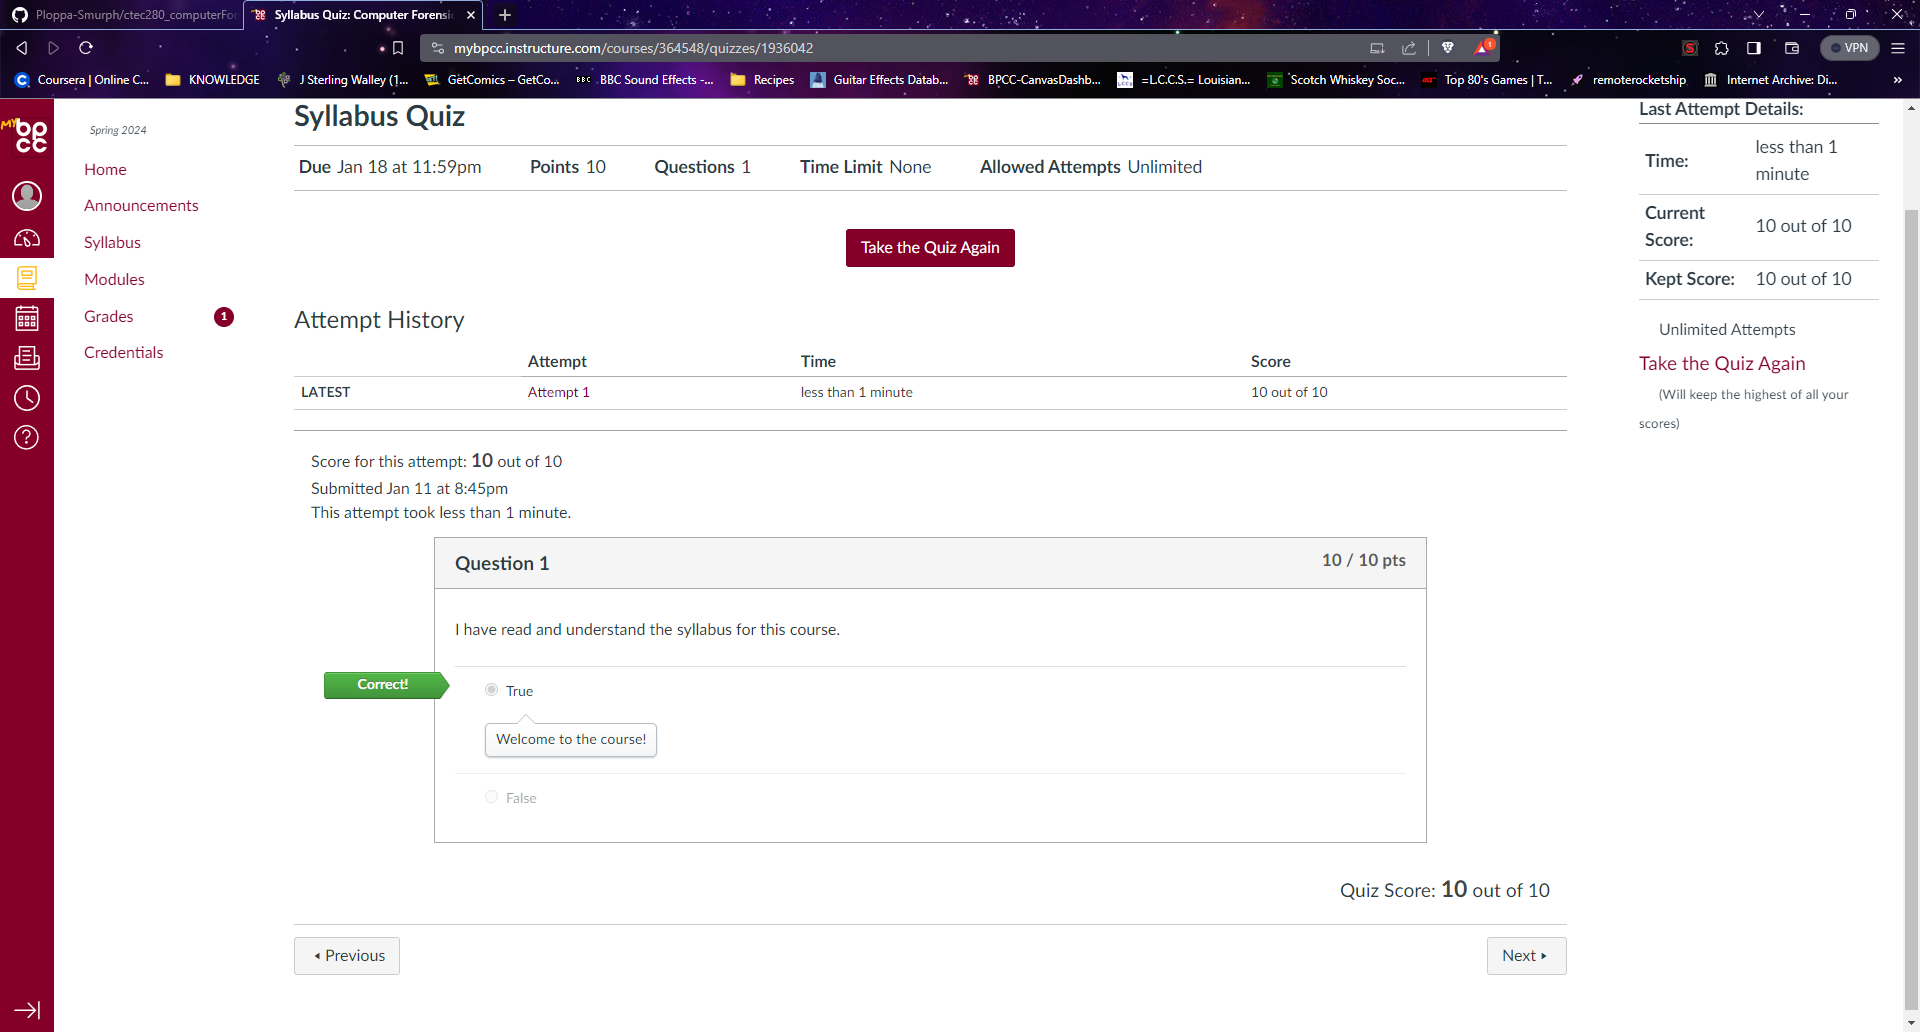 Ploppa-Smurph/ctec280_computerFor
Syllabus Quiz: Computer Forensi
mybpcc.instructure.com/courses/364548/quizzes/1936042
1
VPN
Coursera | Online C...
KNOWLEDGE
J Sterling Walley (1...
GetComics – GetCo...
BBC
BBC Sound Effects -...
Recipes
Guitar Effects Datab...
BPCC-CanvasDashb...
=L.C.C.S.= Louisian...
Scotch Whiskey Soc...
Top 80's Games | T...
remoterocketship
Internet Archive: Di...
MY bp
cc
Spring 2024
Home
Announcements
Syllabus
Modules
Grades
1
Credentials
Syllabus Quiz
Due Jan 18 at 11:59pm
Points 10
Questions 1
Time Limit None
Allowed Attempts Unlimited
Take the Quiz Again
Attempt History
Attempt Time Score
LATEST Attempt 1 less than 1 minute 10 out of 10
Score for this attempt: 10 out of 10
Submitted Jan 11 at 8:45pm
This attempt took less than 1 minute.
Question 1
10 / 10 pts
I have read and understand the syllabus for this course.
Correct!
True
Welcome to the course!
False
Quiz Score: 10 out of 10
Previous
Next
Last Attempt Details:
Time: less than 1
minute
Current
Score: 10 out of 10
Kept Score: 10 out of 10
Unlimited Attempts
Take the Quiz Again
(Will keep the highest of all your
scores)